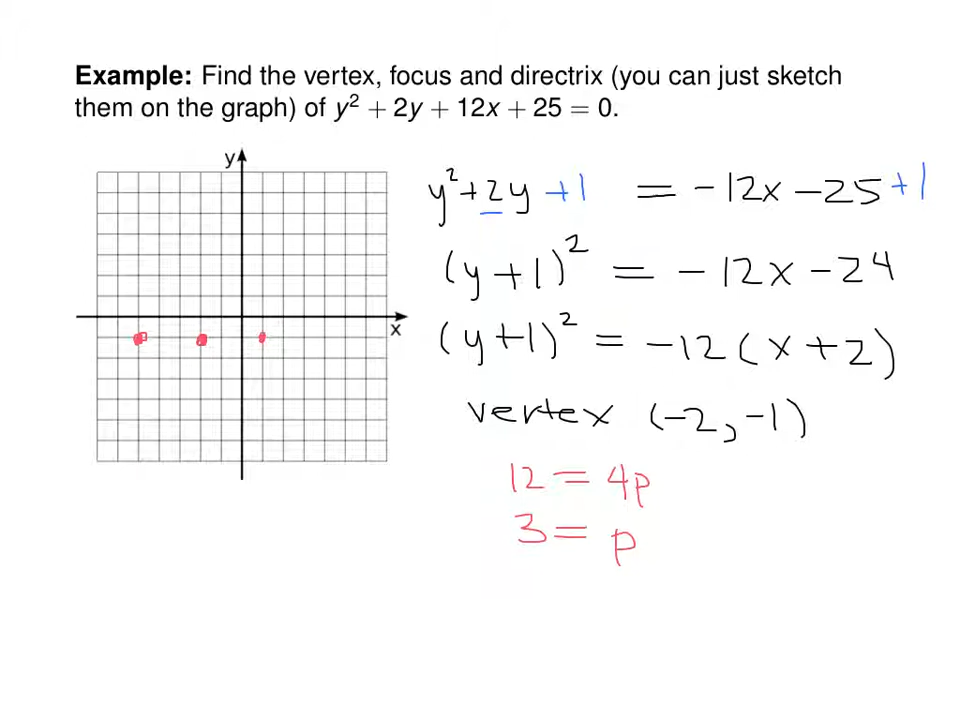 Example: Find the vertex, focus and directrix (you can just sketch
them on the graph) of y² + 2y + 12x + 25 = 0.
y
x
y²+2y +1 = -12x -25 +1
(y+1)² = -12x -24
(y+1)² = -12(x+2)
vertex (-2,-1)
12 = 4p
3 = p